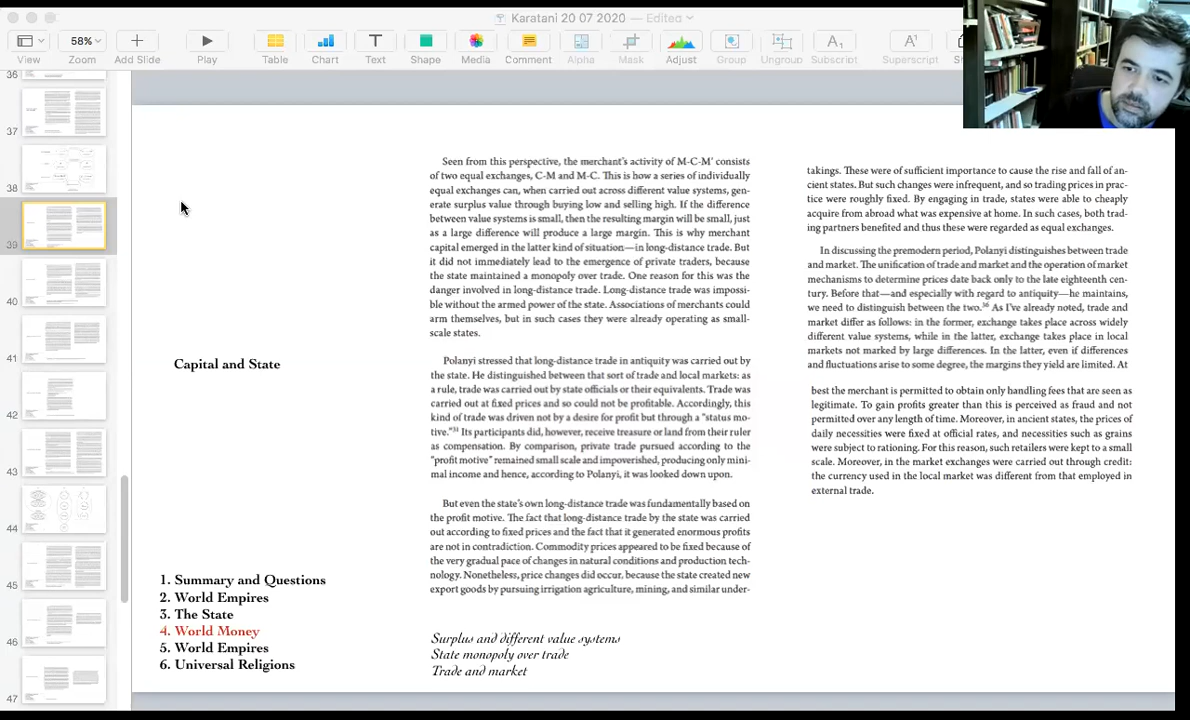 Karatani 20 07 2020 — Edited
58%
View
Zoom
Add Slide
Play
Table
Chart
Text
Shape
Media
Comment
Alpha
Mask
Adjust
Group
Ungroup
Subscript
Superscript
36
37
38
39
40
41
42
43
44
45
46
47
Capital and State
1. Summary and Questions
2. World Empires
3. The State
4. World Money
5. World Empires
6. Universal Religions
Seen from this perspective, the merchant's activity of M-C-M' consists
of two equal exchanges, C-M and M-C. This is how a series of individually
equal exchanges can, when carried out across different value systems, gen-
erate surplus value through buying low and selling high. If the difference
between value systems is small, then the resulting margin will be small, just
as a large difference will produce a large margin. This is why merchant
capital emerged in the latter kind of situation—in long-distance trade. But
it did not immediately lead to the emergence of private traders, because
the state maintained a monopoly over trade. One reason for this was the
danger involved in long-distance trade. Long-distance trade was impossi-
ble without the armed power of the state. Associations of merchants could
arm themselves, but in such cases they were already operating as small-
scale states.
Polanyi stressed that long-distance trade in antiquity was carried out by
the state. He distinguished between that sort of trade and local markets: as
a rule, trade was carried out by state officials or their equivalents. Trade was
carried out at fixed prices and so could not be profitable. Accordingly, this
kind of trade was driven not by a desire for profit but through a "status mo-
tive." Its participants did, however, receive treasure or land from their ruler
as compensation. By comparison, private trade pursued according to the
"profit motive" remained small scale and impoverished, producing only mini-
mal income and hence, according to Polanyi, it was looked down upon.
But even the state's own long-distance trade was fundamentally based on
the profit motive. The fact that long-distance trade by the state was carried
out according to fixed prices and the fact that it generated enormous profits
are not in contradiction. Commodity prices appeared to be fixed because of
the very gradual pace of changes in natural conditions and production tech-
nology. Nonetheless, price changes did occur, because the state created new
export goods by pursuing irrigation agriculture, mining, and similar under-
takings. These were of sufficient importance to cause the rise and fall of an-
cient states. But such changes were infrequent, and so trading prices in prac-
tice were roughly fixed. By engaging in trade, states were able to cheaply
acquire from abroad what was expensive at home. In such cases, both trad-
ing partners benefited and thus these were regarded as equal exchanges.
In discussing the premodern period, Polanyi distinguishes between trade
and market. The unification of trade and market and the operation of market
mechanisms to determine prices date back only to the late eighteenth cen-
tury. Before that—and especially with regard to antiquity—he maintains,
we need to distinguish between the two. As I've already noted, trade and
market differ as follows: in the former, exchange takes place across widely
different value systems, while in the latter, exchange takes place in local
markets not marked by large differences. In the latter, even if differences
and fluctuations arise to some degree, the margins they yield are limited. At
best the merchant is permitted to obtain only handling fees that are seen as
legitimate. To gain profits greater than this is perceived as fraud and not
permitted over any length of time. Moreover, in ancient states, the prices of
daily necessities were fixed at official rates, and necessities such as grains
were subject to rationing. For this reason, such retailers were kept to a small
scale. Moreover, in the market exchanges were carried out through credit:
the currency used in the local market was different from that employed in
external trade.
Surplus and different value systems
State monopoly over trade
Trade and market